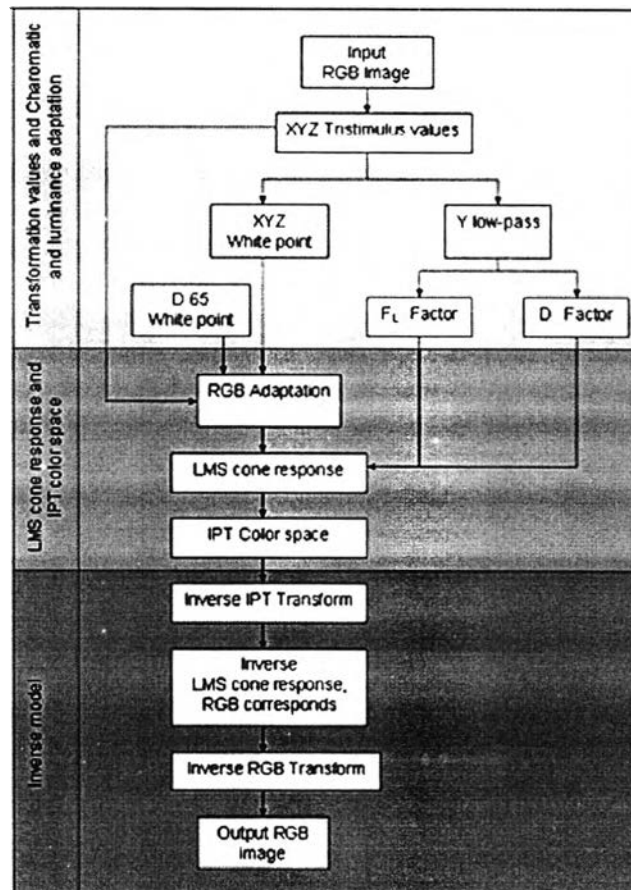 Transformation values and Charomatic
and luminance adaptation
Input
RGB Image
XYZ Tristimulus values
XYZ
White point
Y low-pass
D 65
White point
FL Factor
D Factor
LMS cone response and
IPT color space
RGB Adaptation
LMS cone response
IPT Color space
Inverse model
Inverse IPT Transform
Inverse
LMS cone response,
RGB corresponds
Inverse RGB Transform
Output RGB
image